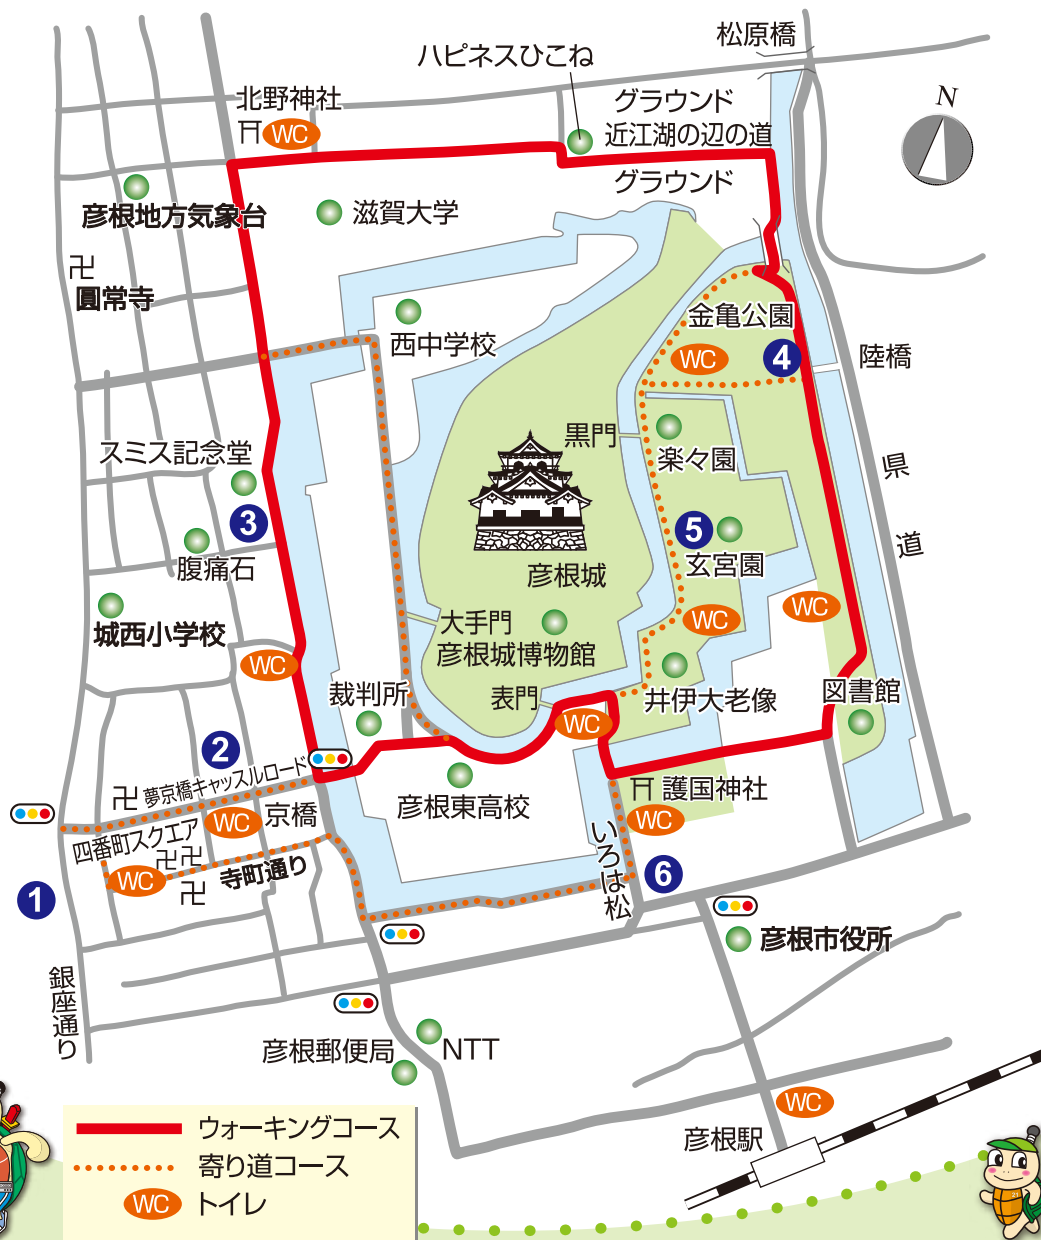 松原橋
ハピネスひこね
北野神社
WC
グラウンド
近江湖の辺の道
N
グラウンド
彦根地方気象台
滋賀大学
圓常寺
西中学校
金亀公園
WC
4
陸橋
黒門
楽々園
スミス記念堂
3
県道
5
玄宮園
腹痛石
彦根城
城西小学校
大手門
WC
WC
彦根城博物館
WC
裁判所
表門
井伊大老像
図書館
WC
2
夢京橋キャッスルロード
彦根東高校
護国神社
WC
京橋
WC
四番町スクエア
いろは松
WC
寺町通り
6
1
彦根市役所
銀座通り
彦根郵便局
NTT
WC
彦根駅
ウォーキングコース
寄り道コース
WC
トイレ
21